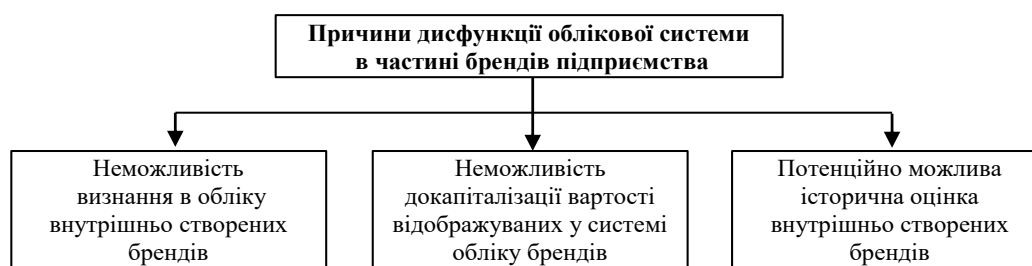 Причини дисфункції облікової системи
в частині брендів підприємства
Неможливість
визнання в обліку
внутрішньо створених
брендів
Неможливість
докапіталізації вартості
відображуваних у системі
обліку брендів
Потенційно можлива
історична оцінка
внутрішньо створених
брендів